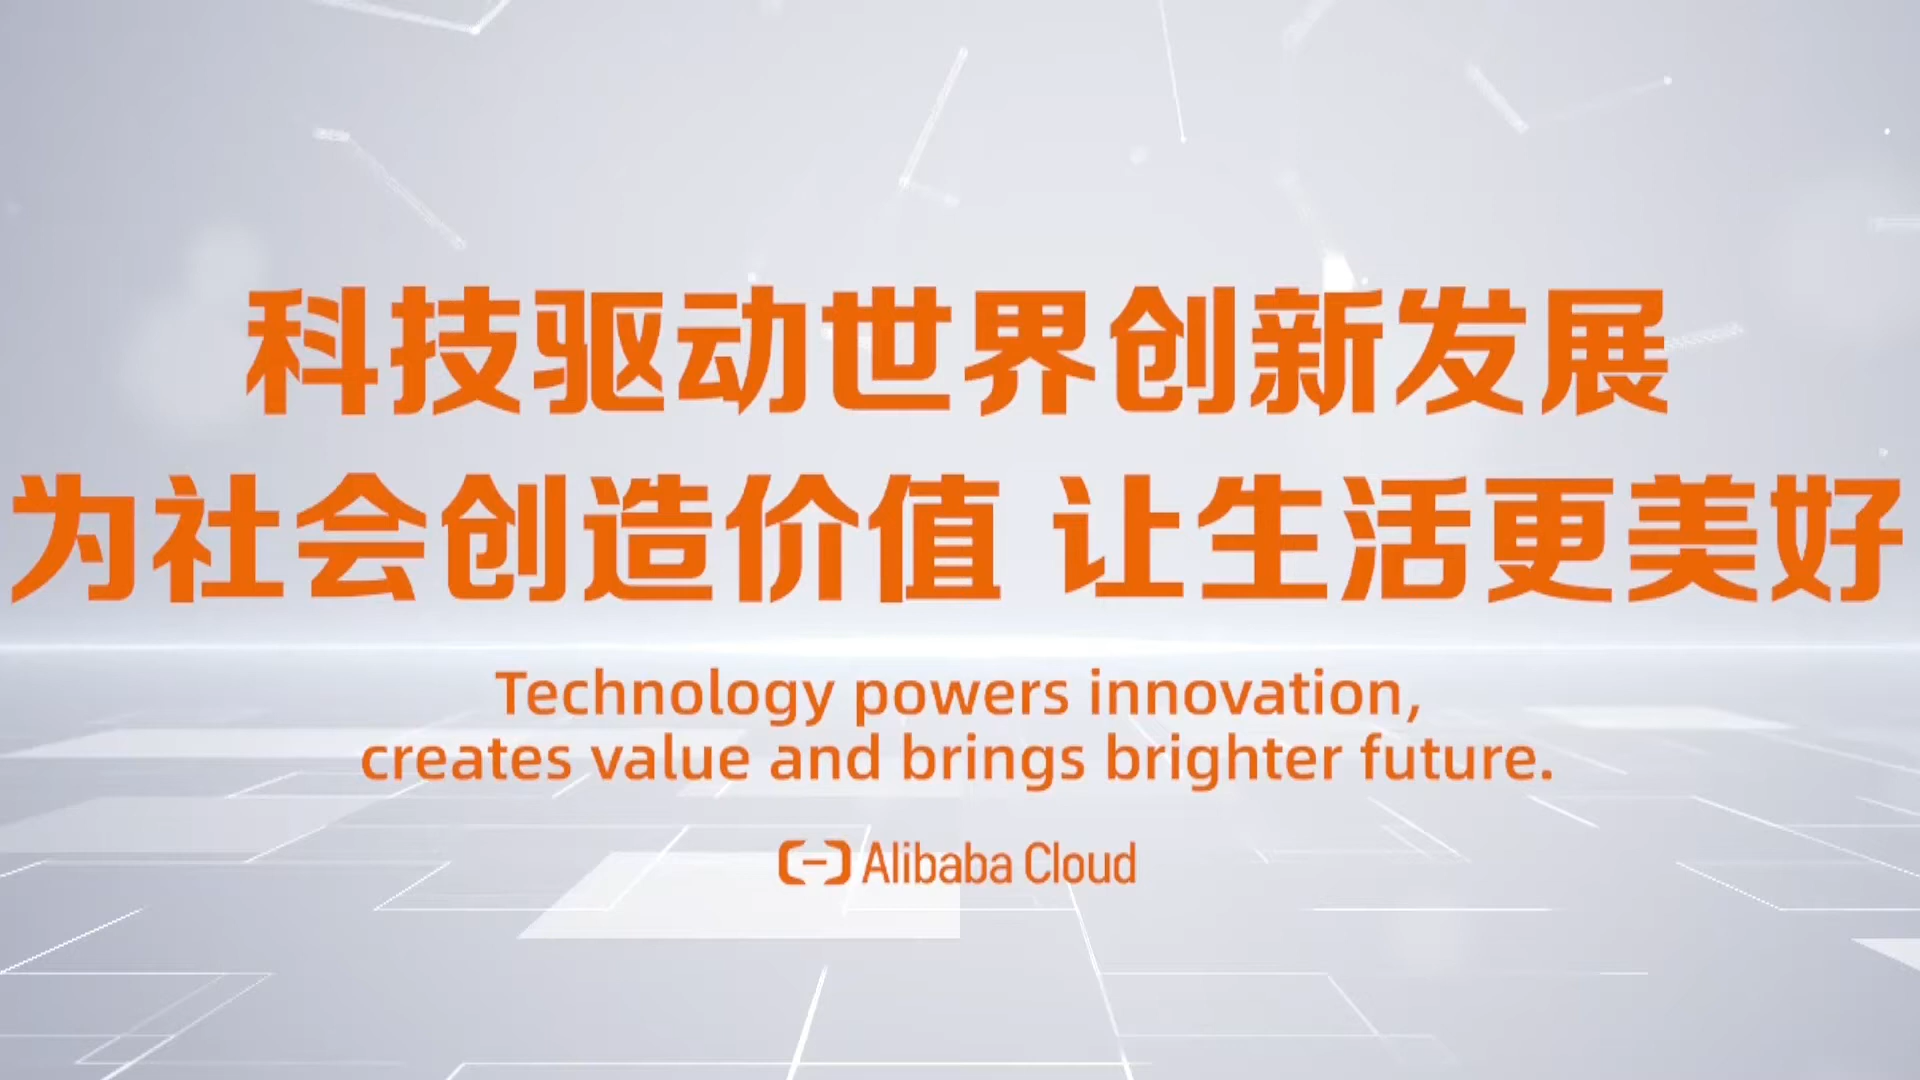 科技驱动世界创新发展
为社会创造价值 让生活更美好
Technology powers innovation,
creates value and brings brighter future.
Alibaba Cloud